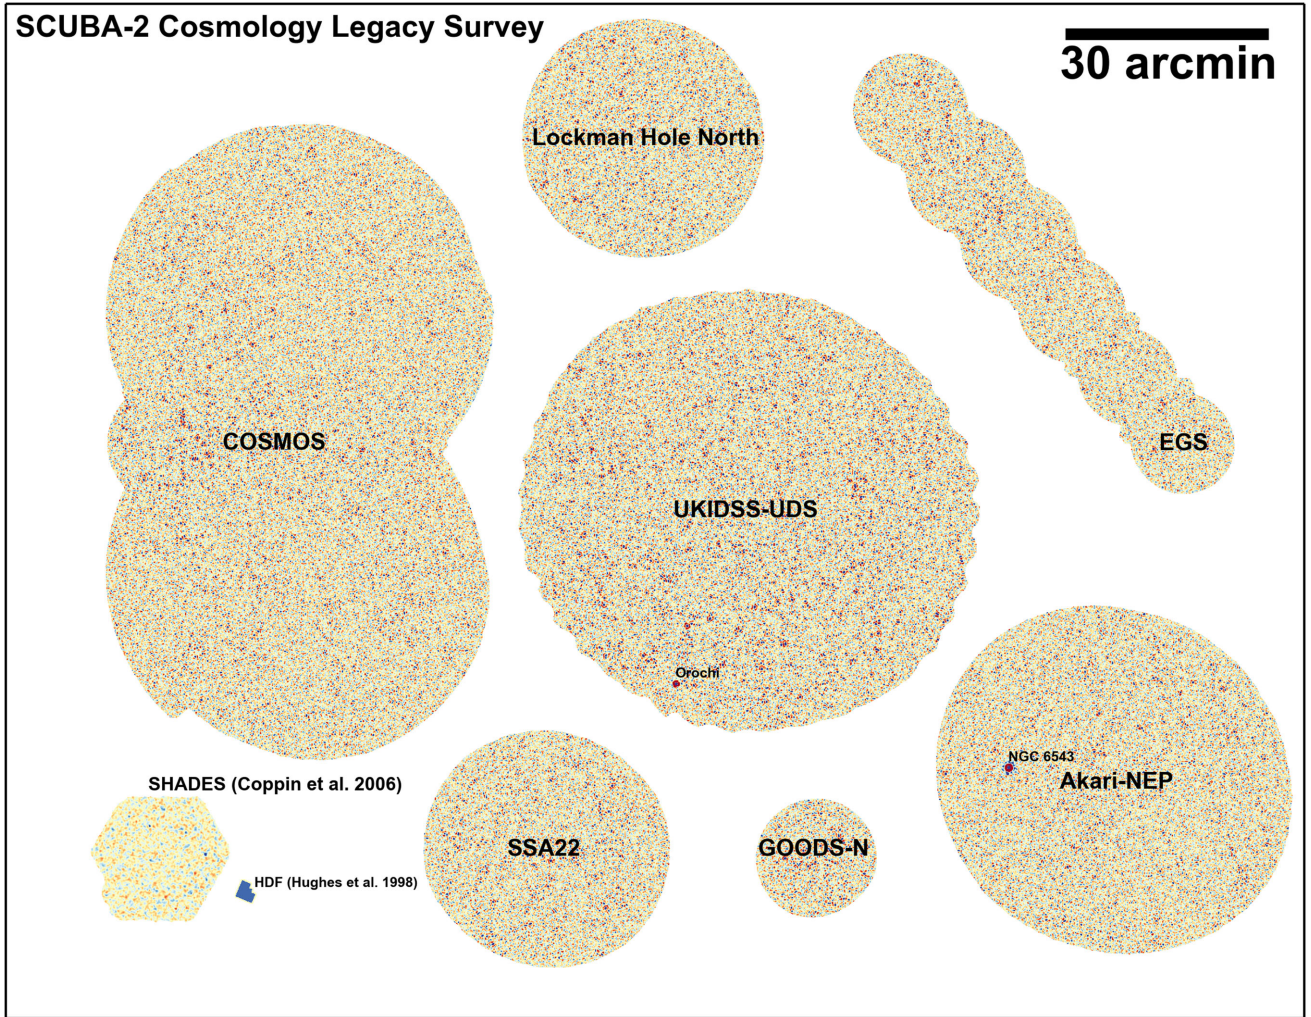 SCUBA-2 Cosmology Legacy Survey
30 arcmin
Lockman Hole North
COSMOS
EGS
UKIDSS-UDS
Orochi
NGC 6543
Akari-NEP
SHADES (Coppin et al. 2006)
HDF (Hughes et al. 1998)
SSA22
GOODS-N